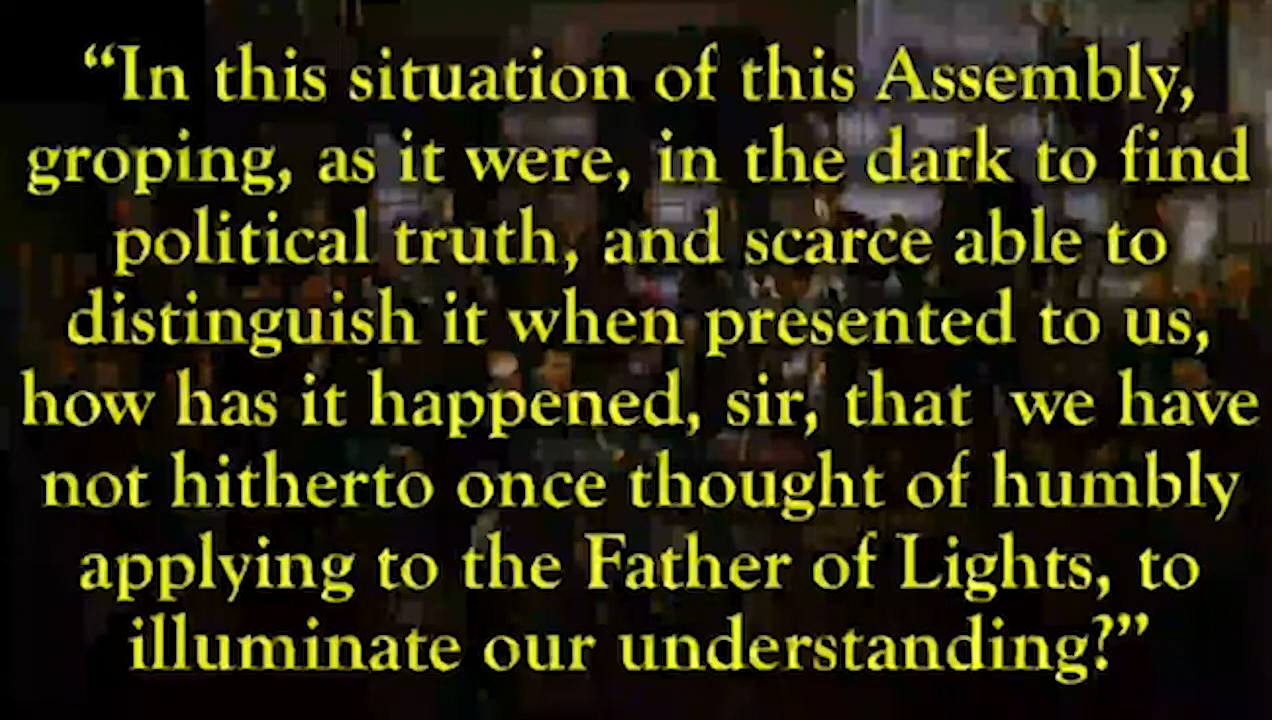 “In this situation of this Assembly,
groping, as it were, in the dark to find
political truth, and scarce able to
distinguish it when presented to us,
how has it happened, sir, that  we have
not hitherto once thought of humbly
applying to the Father of Lights, to
illuminate our understanding?”